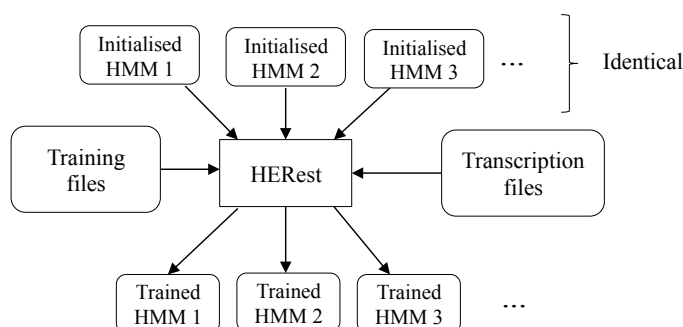 Initialised
HMM 1
Initialised
HMM 2
Initialised
HMM 3
...
Identical
Training
files
HERest
Transcription
files
Trained
HMM 1
Trained
HMM 2
Trained
HMM 3
...